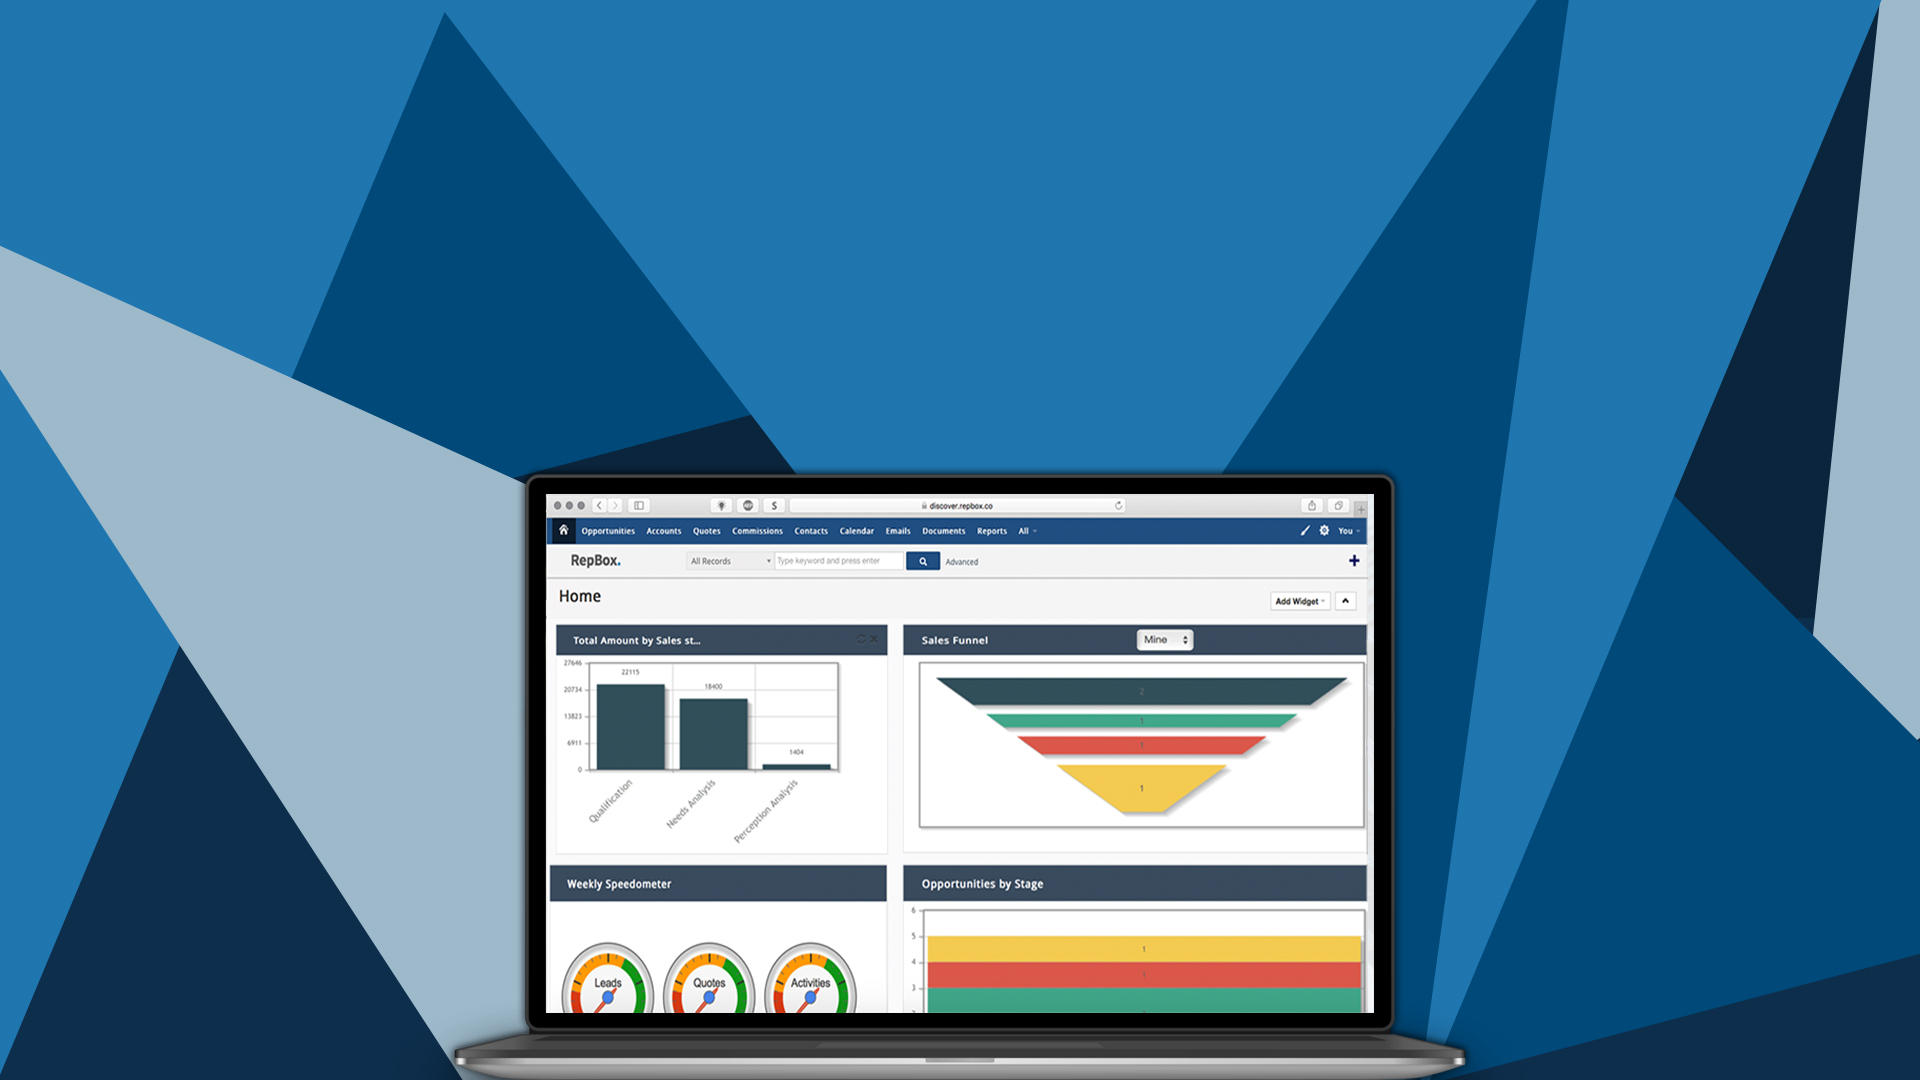 S
discover.repbox.co
Opportunities Accounts Quotes Commissions Contacts Calendar Emails Documents Reports All You
RepBox. All Records Type keyword and press enter Advanced
Home
Add Widget
Total Amount by Sales st...
27646
20734
13823
6911
0
22115
18400
1404
Qualification
Needs Analysis
Perception Analysis
Sales Funnel Mine
2
1
1
1
Weekly Speedometer
Leads Quotes Activities
Opportunities by Stage
6
5
4
3
1
1